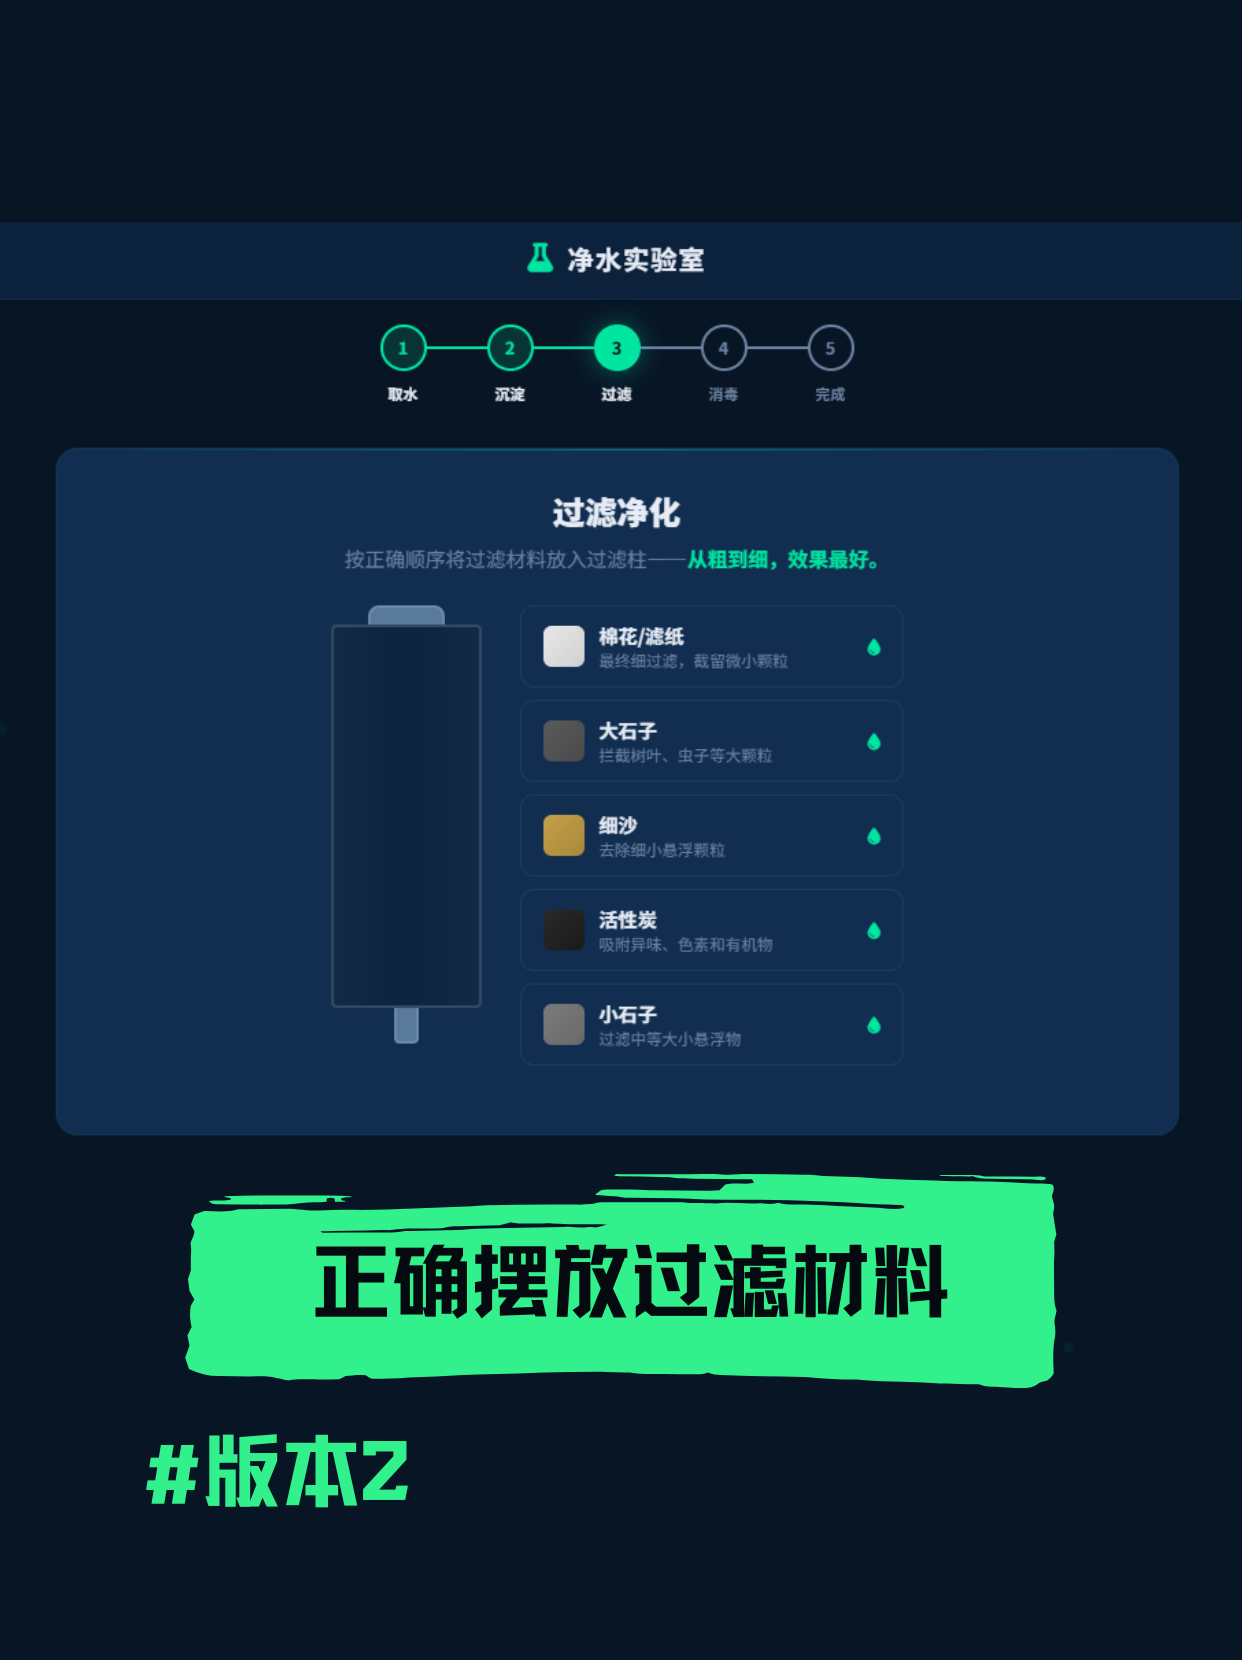 净水实验室
1 2 3 4 5
取水 沉淀 过滤 消毒 完成
过滤净化
按正确顺序将过滤材料放入过滤柱——从粗到细，效果最好。
棉花/滤纸
最终细过滤，截留微小颗粒
大石子
拦截树叶、虫子等大颗粒
细沙
去除细小悬浮颗粒
活性炭
吸附异味、色素和有机物
小石子
过滤中等大小悬浮物
正确摆放过滤材料
#版本2